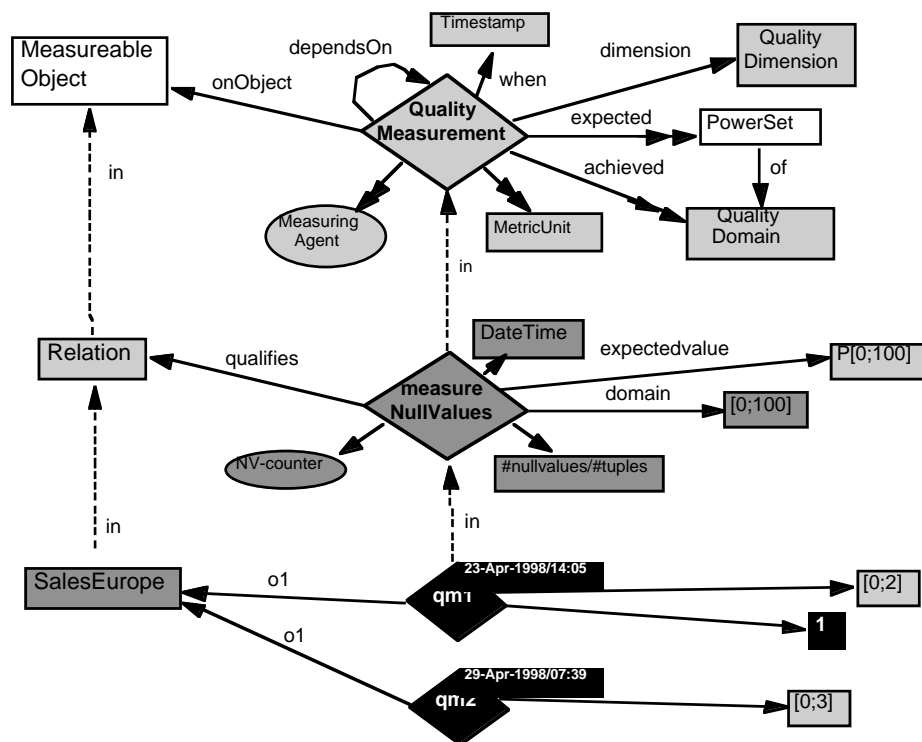 Timestamp
Measureable
Object
dependsOn
dimension
Quality
Dimension
onObject
when
Quality
Measurement
expected
PowerSet
achieved
of
in
Measuring
Agent
MetricUnit
Quality
Domain
in
DateTime
Relation
qualifies
expectedvalue
P[0;100]
measure
NullValues
domain
[0;100]
NV-counter
#nullvalues/#tuples
in
in
SalesEurope
o1
23-Apr-1998/14:05
qm1
[0;2]
1
o1
29-Apr-1998/07:39
qm2
[0;3]